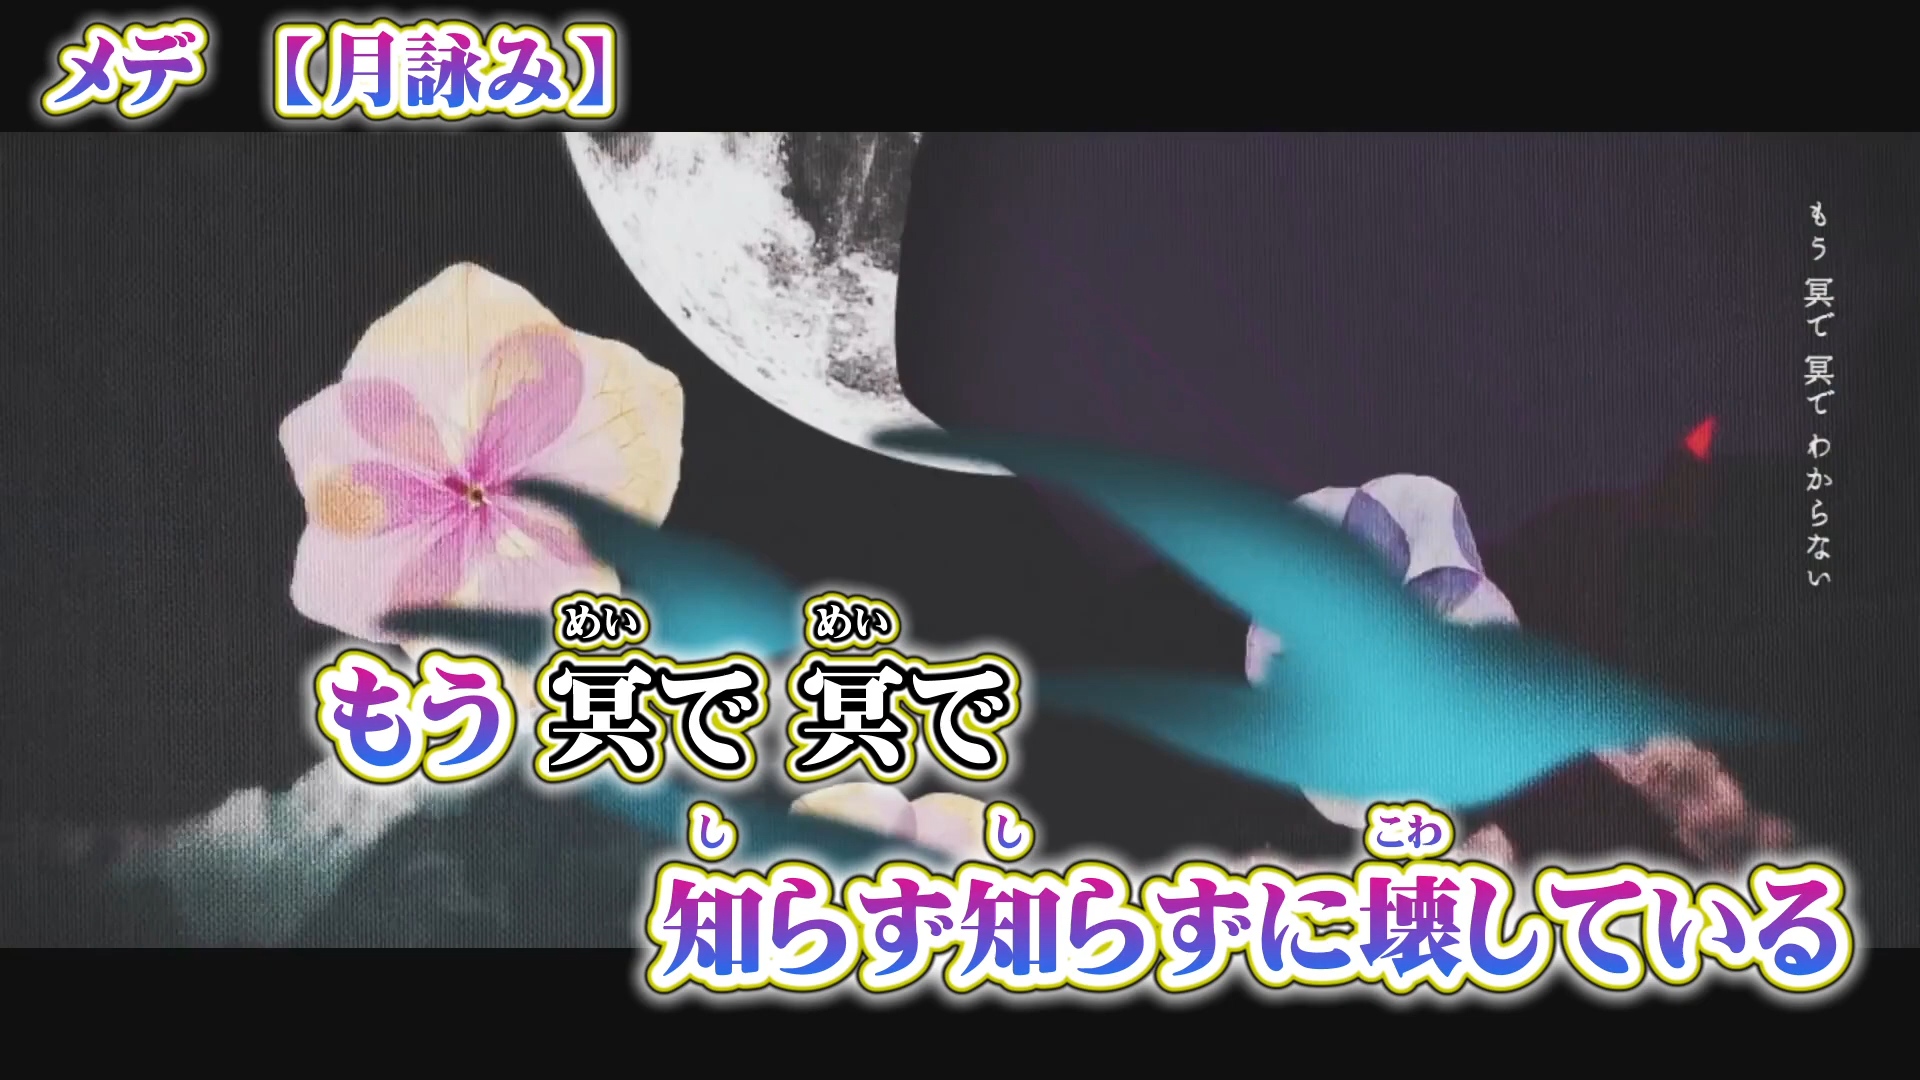 メデ 【月詠み】
もう 冥で 冥で わからない
めい めい
もう 冥で 冥で
し し こわ
知らず知らずに壊している